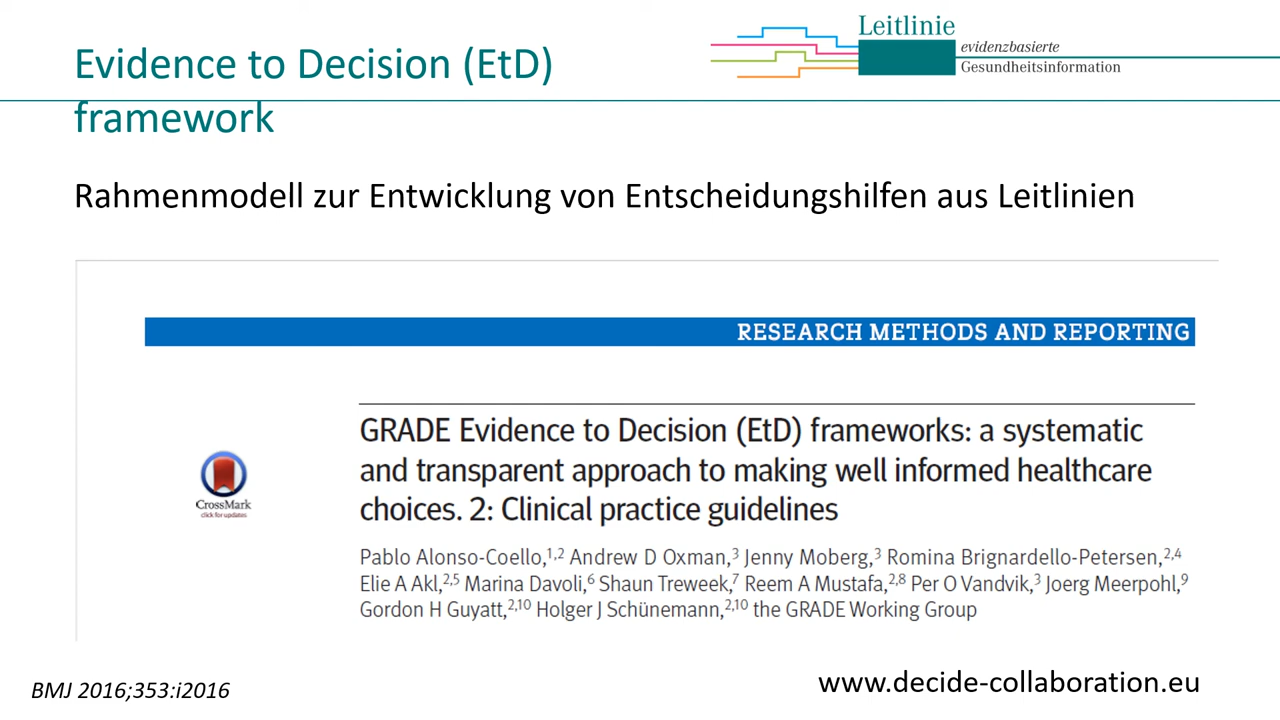 Evidence to Decision (EtD)
framework
Leitlinie
evidenzbasierte
Gesundheitsinformation
Rahmenmodell zur Entwicklung von Entscheidungshilfen aus Leitlinien
RESEARCH METHODS AND REPORTING
GRADE Evidence to Decision (EtD) frameworks: a systematic
and transparent approach to making well informed healthcare
choices. 2: Clinical practice guidelines
CrossMark
click for updates
Pablo Alonso-Coello,1,2 Andrew D Oxman,3 Jenny Moberg,3 Romina Brignardello-Petersen,2,4
Elie A Akl,2,5 Marina Davoli,6 Shaun Treweek,7 Reem A Mustafa,2,8 Per O Vandvik,3 Joerg Meerpohl,9
Gordon H Guyatt,2,10 Holger J Schünemann,2,10 the GRADE Working Group
BMJ 2016;353:i2016
www.decide-collaboration.eu